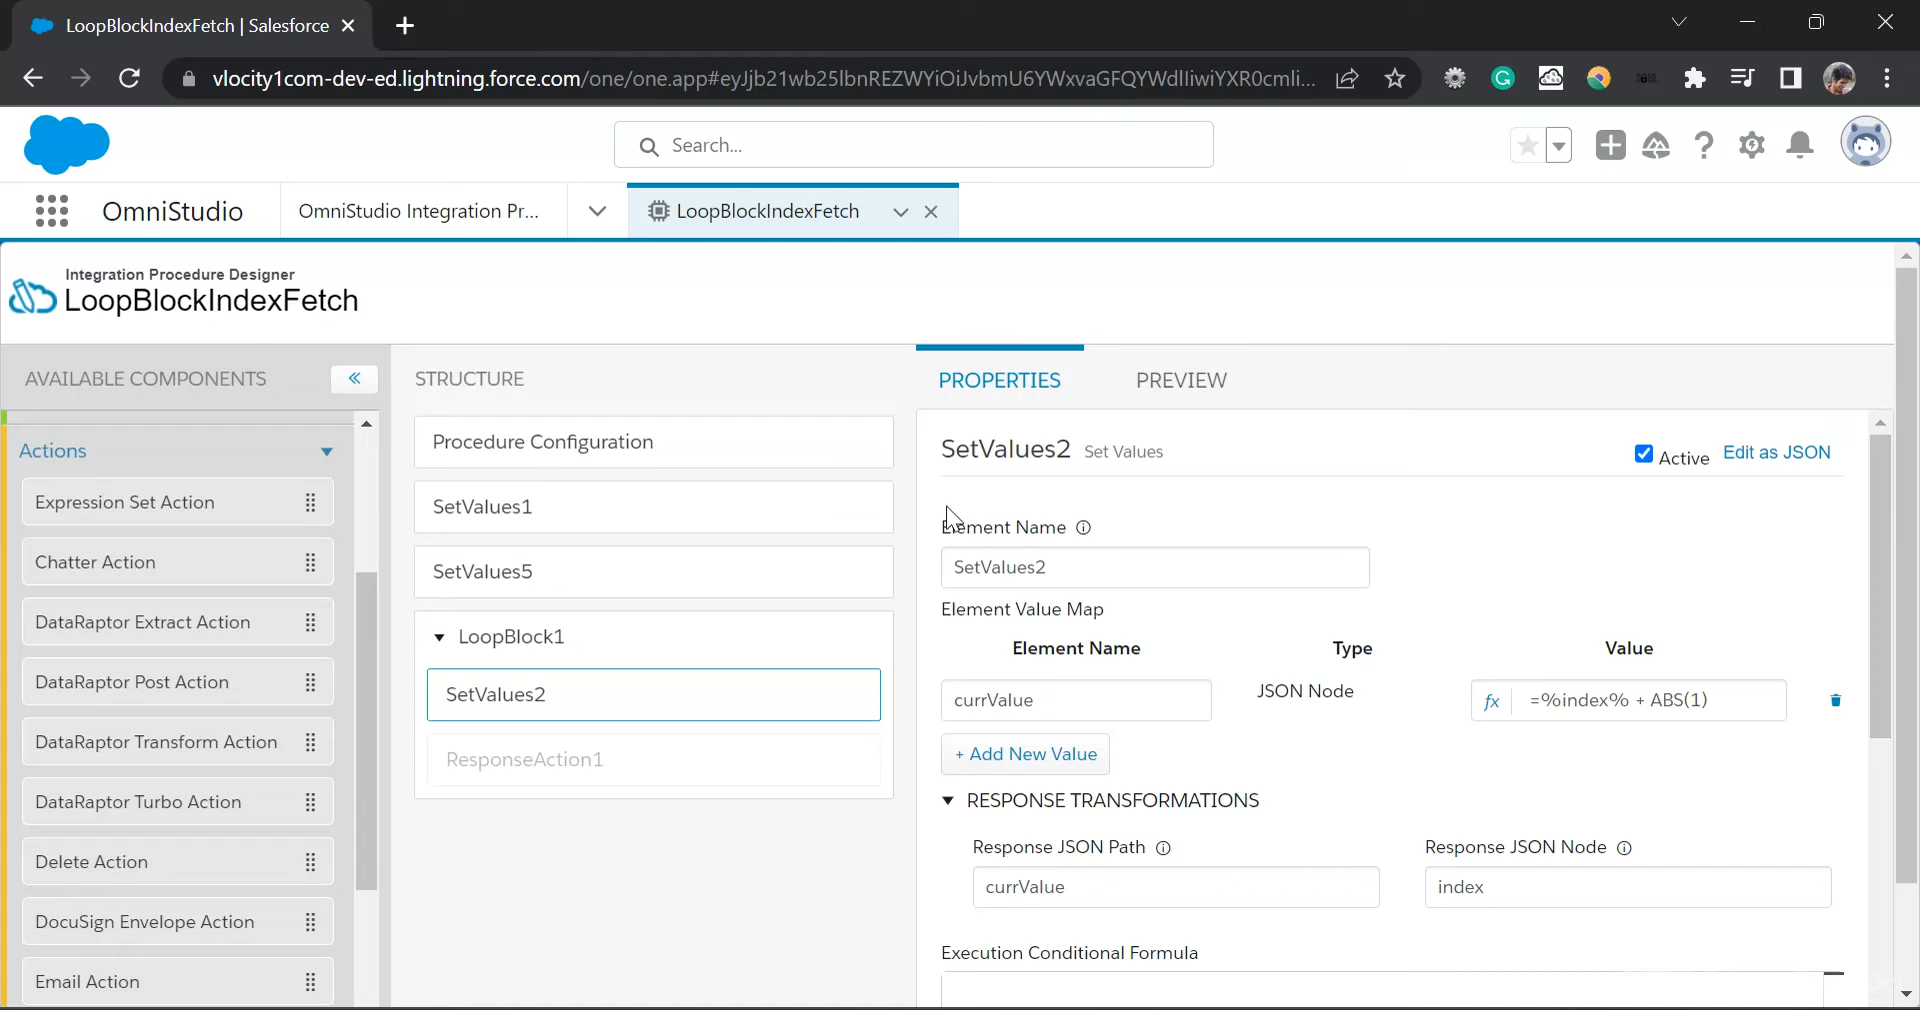 LoopBlockIndexFetch | Salesforce
vlocity1com-dev-ed.lightning.force.com/one/one.app#eyJjb21wb25lbnREZWYiOiJvbmU6YWxvaGFQYWdlIiwiYXR0cmli...
Search...
OmniStudio
OmniStudio Integration Pr...
LoopBlockIndexFetch
Integration Procedure Designer
LoopBlockIndexFetch
AVAILABLE COMPONENTS
Actions
Expression Set Action
Chatter Action
DataRaptor Extract Action
DataRaptor Post Action
DataRaptor Transform Action
DataRaptor Turbo Action
Delete Action
DocuSign Envelope Action
Email Action
STRUCTURE
Procedure Configuration
SetValues1
SetValues5
LoopBlock1
SetValues2
ResponseAction1
PROPERTIES
PREVIEW
SetValues2 Set Values
Active
Edit as JSON
Element Name
SetValues2
Element Value Map
Element Name Type Value
currValue JSON Node fx =%index% + ABS(1)
+ Add New Value
RESPONSE TRANSFORMATIONS
Response JSON Path
currValue
Response JSON Node
index
Execution Conditional Formula